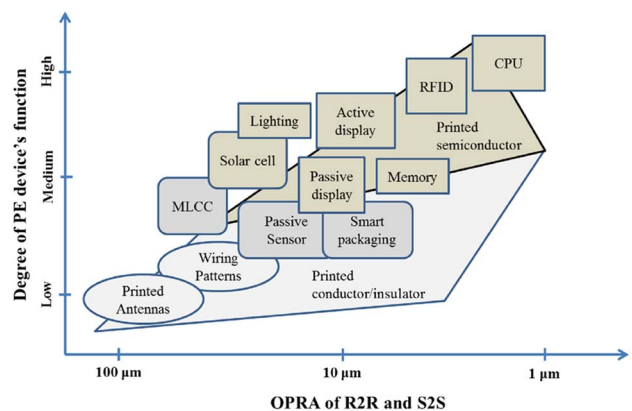 Degree of PE device's function
High
Medium
Low
CPU
RFID
Lighting
Active
display
Printed
semiconductor
Solar cell
Passive
display
Memory
MLCC
Passive
Sensor
Smart
packaging
Wiring
Patterns
Printed
conductor/insulator
Printed
Antennas
100 μm
10 μm
1 μm
OPRA of R2R and S2S